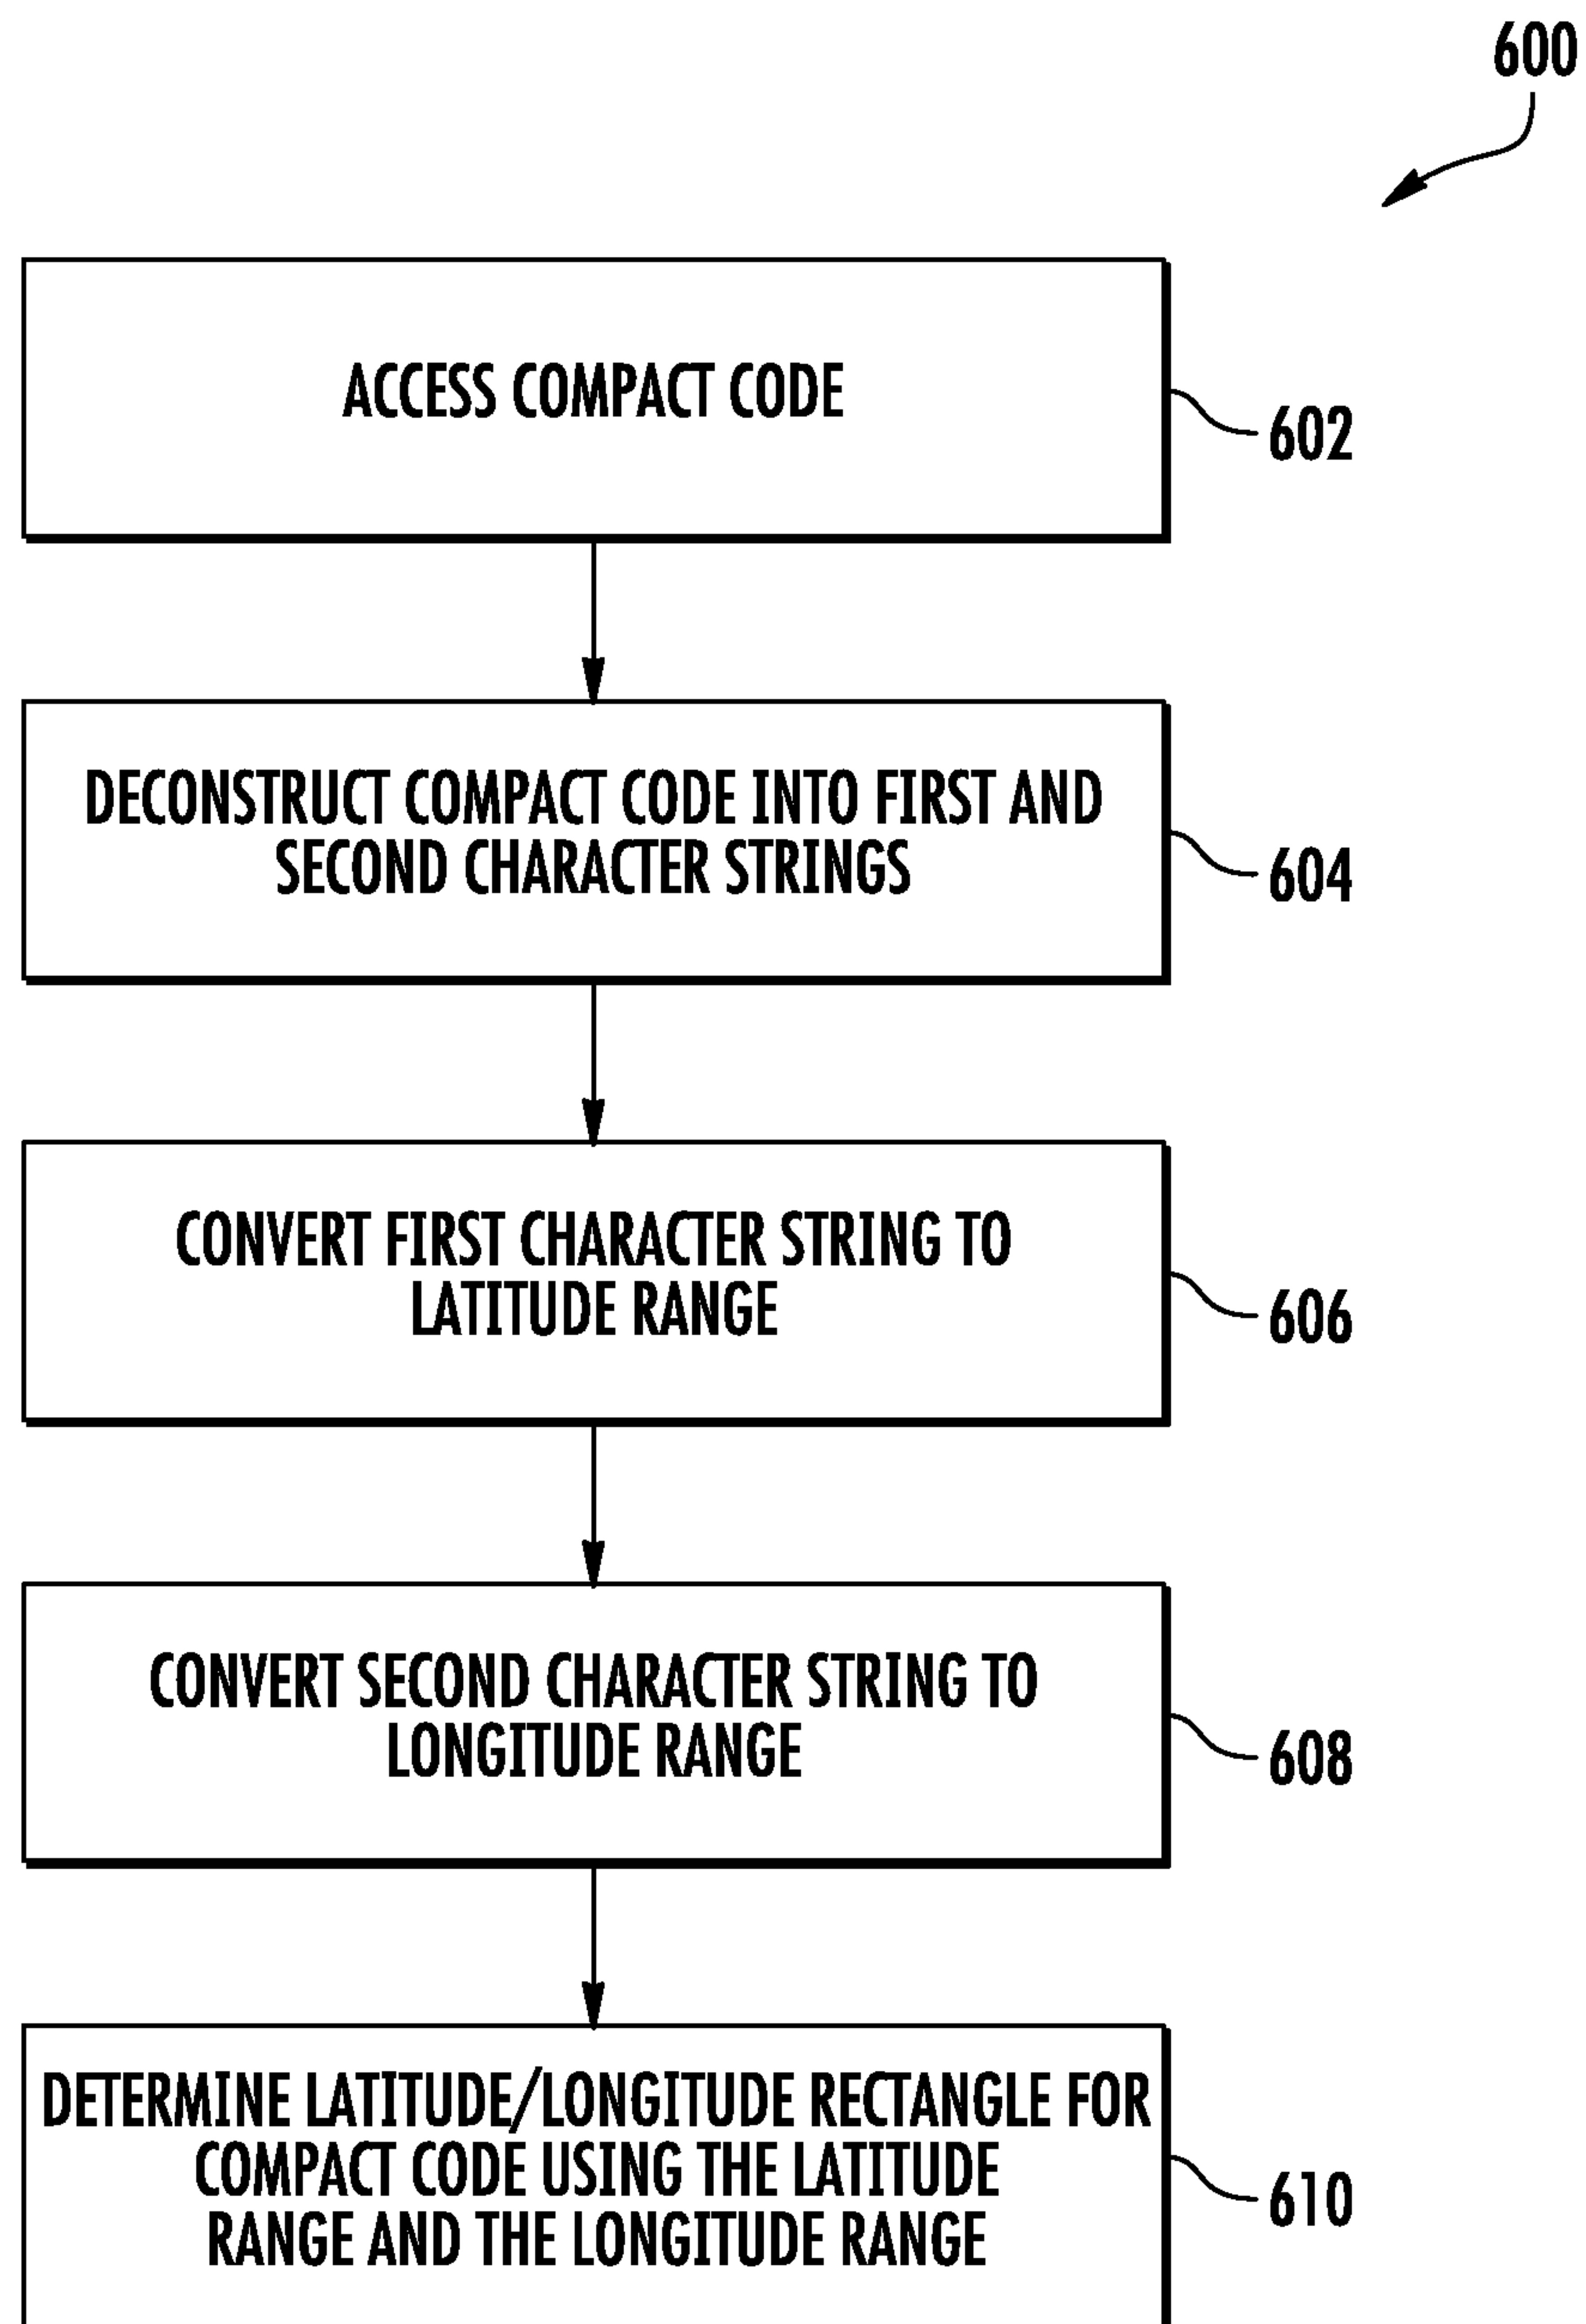 600
ACCESS COMPACT CODE
602
DECONSTRUCT COMPACT CODE INTO FIRST AND
SECOND CHARACTER STRINGS
604
CONVERT FIRST CHARACTER STRING TO
LATITUDE RANGE
606
CONVERT SECOND CHARACTER STRING TO
LONGITUDE RANGE
608
DETERMINE LATITUDE/LONGITUDE RECTANGLE FOR
COMPACT CODE USING THE LATITUDE
RANGE AND THE LONGITUDE RANGE
610